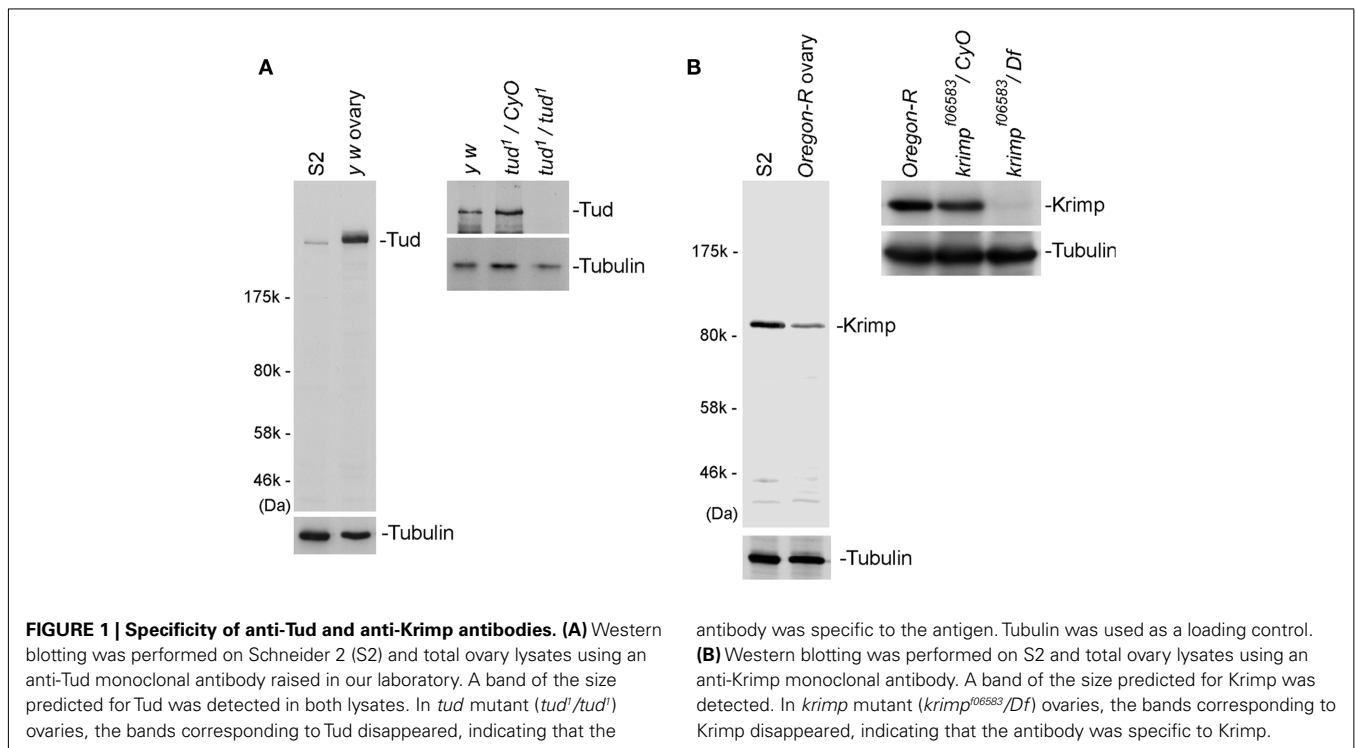 A
S2
y w ovary
-Tud
175k -
80k -
58k -
46k -
(Da)
-Tubulin
y w
tud¹ / CyO
tud¹ / tud¹
-Tud
-Tubulin
B
S2
Oregon-R ovary
175k -
80k -
58k -
46k -
(Da)
-Krimp
-Tubulin
Oregon-R
krimp^f06583 / CyO
krimp^f06583 / Df
-Krimp
-Tubulin
FIGURE 1 | Specificity of anti-Tud and anti-Krimp antibodies. (A) Western
blotting was performed on Schneider 2 (S2) and total ovary lysates using an
anti-Tud monoclonal antibody raised in our laboratory. A band of the size
predicted for Tud was detected in both lysates. In tud mutant (tud¹/tud¹)
ovaries, the bands corresponding to Tud disappeared, indicating that the
antibody was specific to the antigen. Tubulin was used as a loading control.
(B) Western blotting was performed on S2 and total ovary lysates using an
anti-Krimp monoclonal antibody. A band of the size predicted for Krimp was
detected. In krimp mutant (krimp^f06583/Df) ovaries, the bands corresponding to
Krimp disappeared, indicating that the antibody was specific to Krimp.